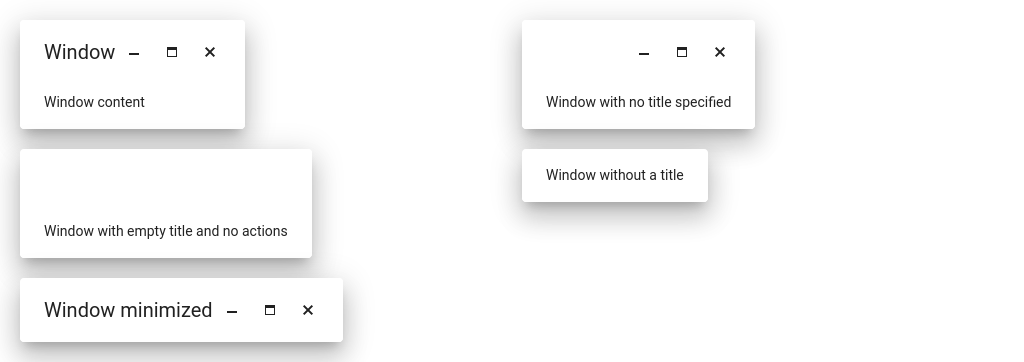 Window
Window content
Window with no title specified
Window with empty title and no actions
Window without a title
Window minimized